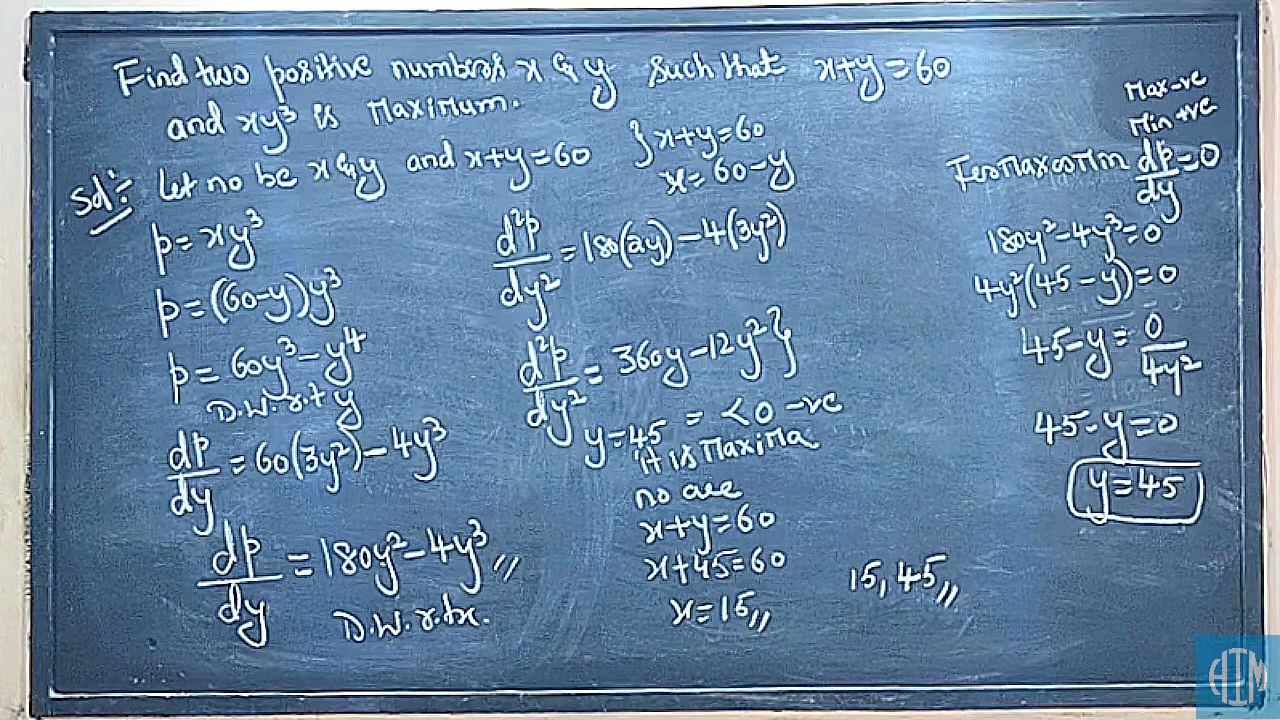 Find two positive numbers x & y such that x+y=60
and xy³ is Maximum.
Sol:- Let no be x & y and x+y=60
} x+y=60
x=60-y
p=xy³
p=(60-y)y³
p=60y³-y⁴
D.W.r.t y
dp/dy=60(3y²)-4y³
dp/dy=180y²-4y³,,
D.W.r.tx.
d²p/dy²=180(2y)-4(3y²)
d²p/dy²=360y-12y²}
y=45 = <0 -ve
it is Maxima
no are
x+y=60
x+45=60
x=15,,
15, 45,,
Max-ve
Min+ve
For Max or Min dp/dy=0
180y²-4y³=0
4y²(45-y)=0
45-y=0/4y²
45-y=0
y=45
AIM